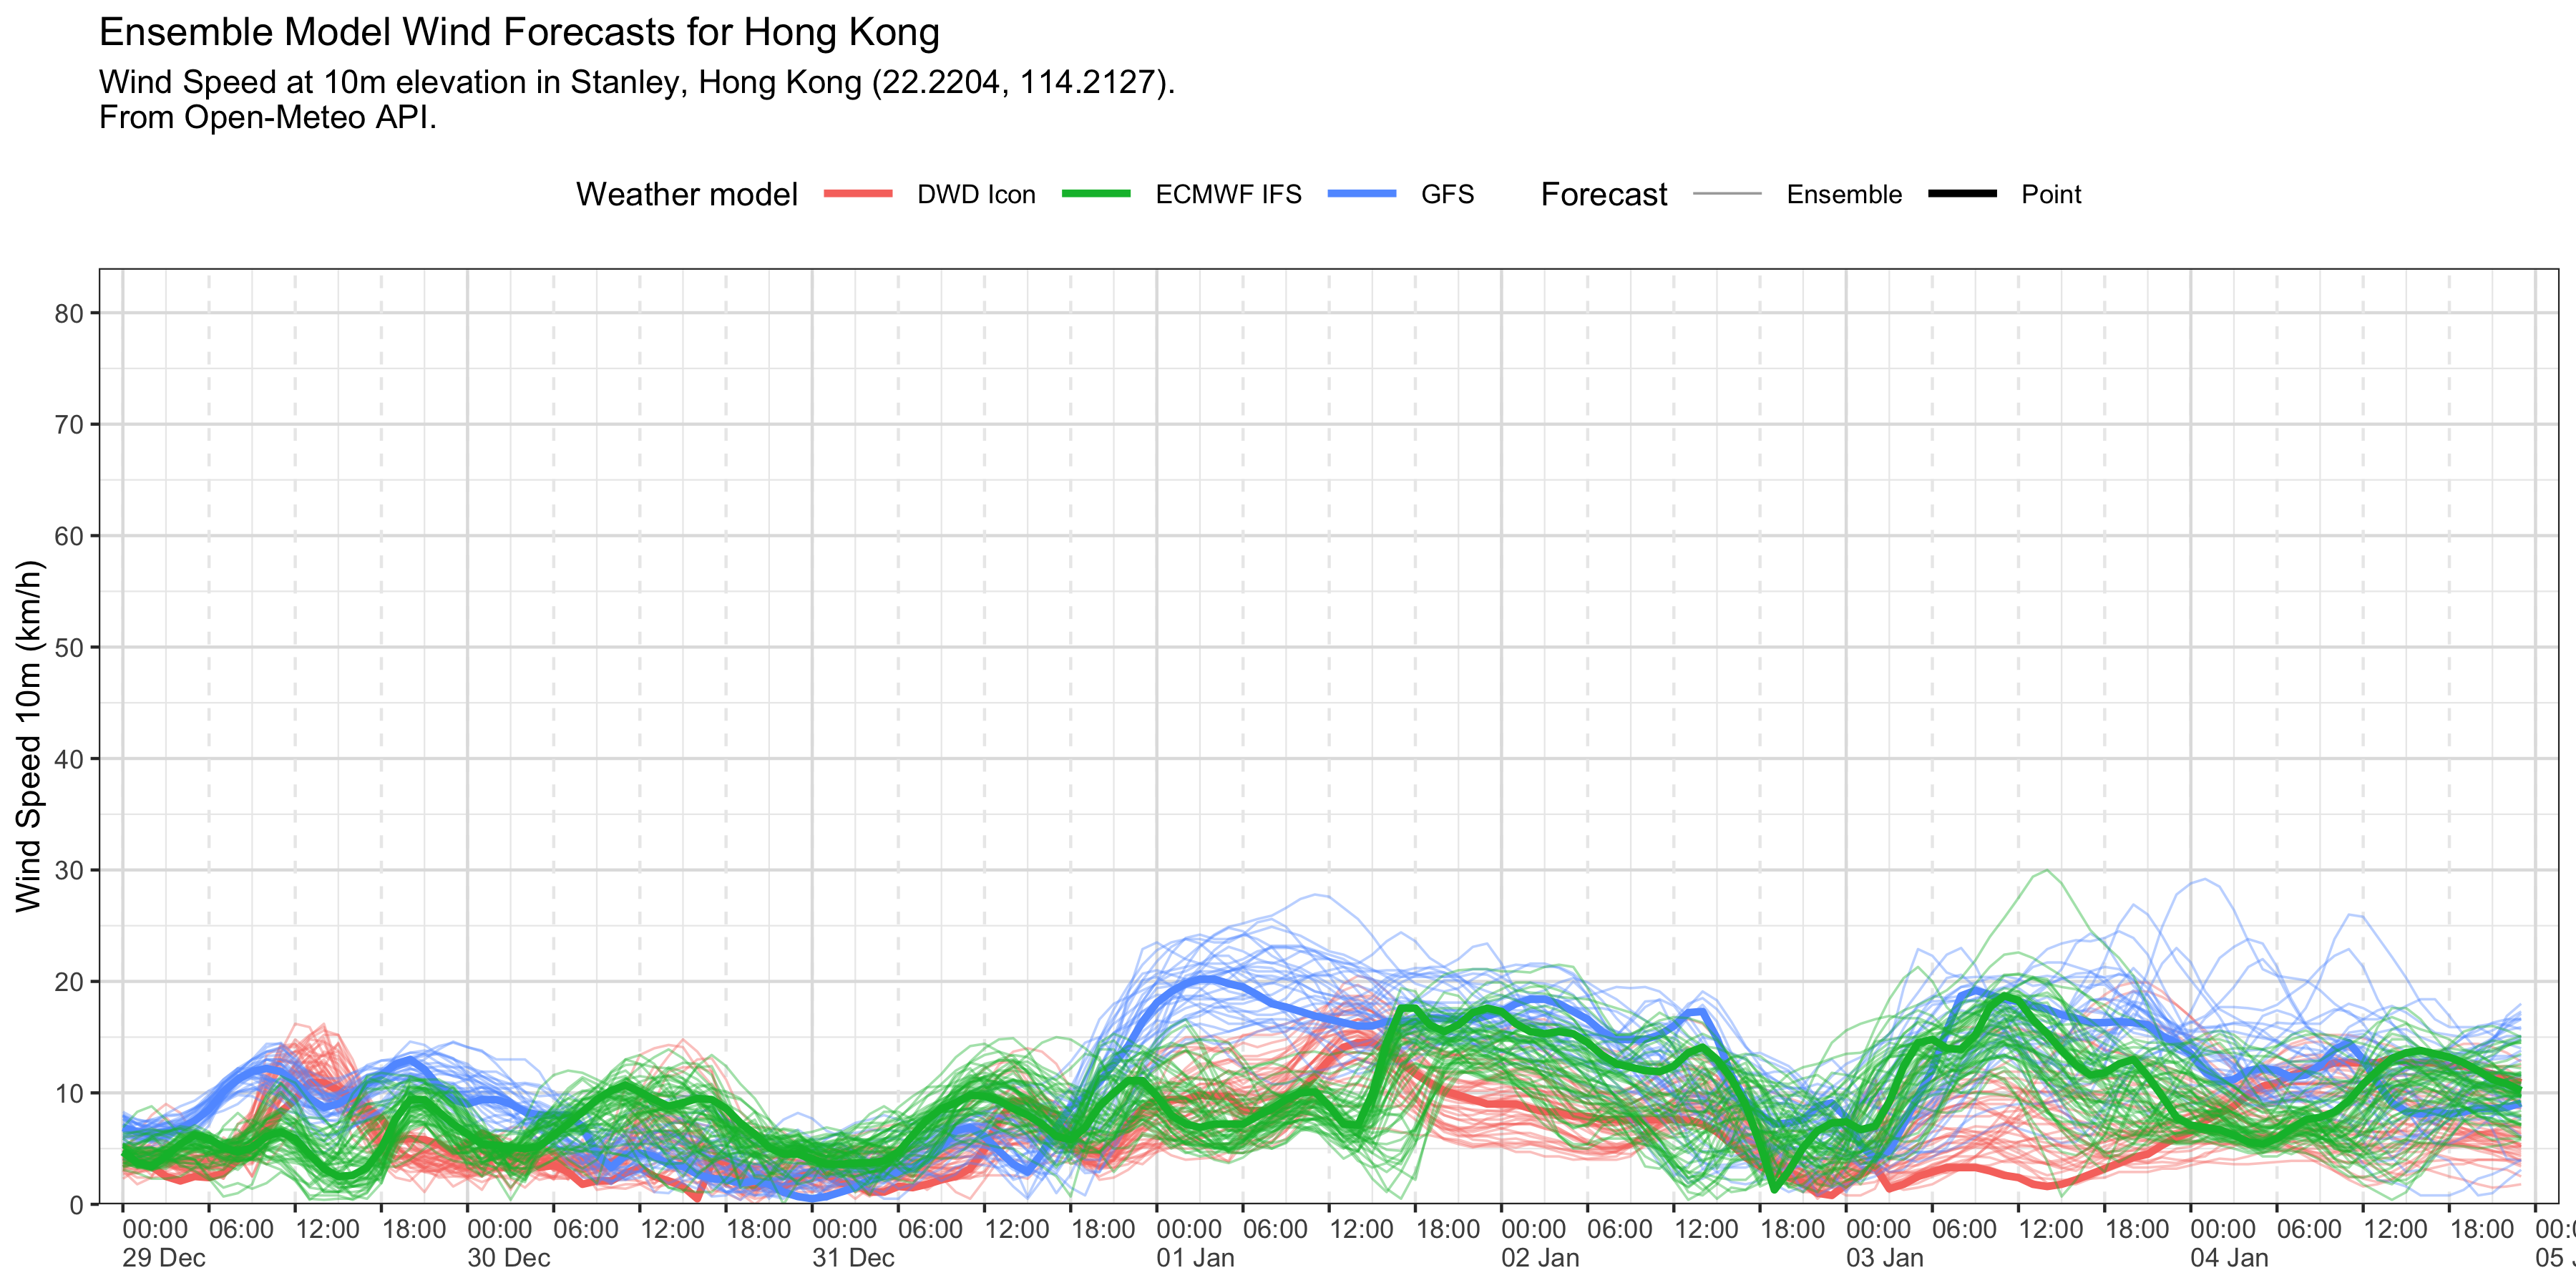 Ensemble Model Wind Forecasts for Hong Kong
Wind Speed at 10m elevation in Stanley, Hong Kong (22.2204, 114.2127).
From Open-Meteo API.
Weather model DWD Icon ECMWF IFS GFS Forecast Ensemble Point
Wind Speed 10m (km/h)
80
70
60
50
40
30
20
10
0
00:00 06:00 12:00 18:00 00:00 06:00 12:00 18:00 00:00 06:00 12:00 18:00 00:00 06:00 12:00 18:00 00:00 06:00 12:00 18:00 00:00 06:00 12:00 18:00 00:00 06:00 12:00 18:00 00:0
29 Dec 30 Dec 31 Dec 01 Jan 02 Jan 03 Jan 04 Jan 05